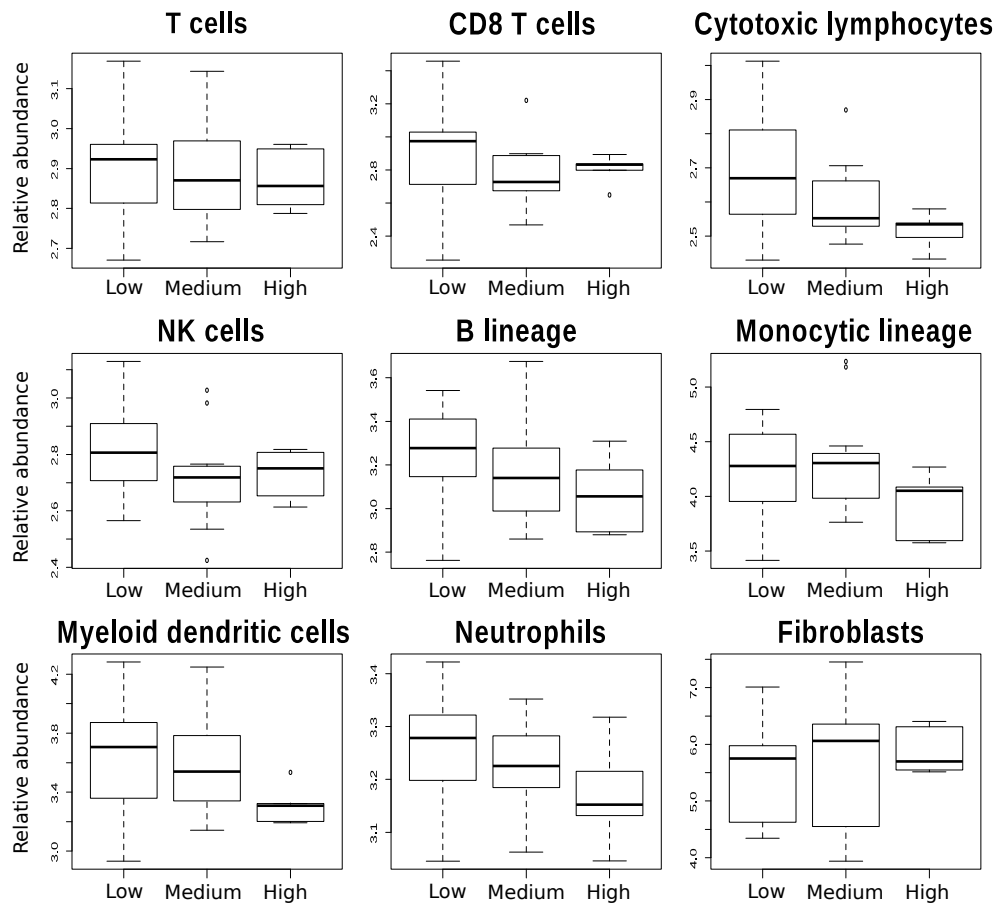 T cells
CD8 T cells
Cytotoxic lymphocytes
Relative abundance
2.7
2.8
2.9
3.0
3.1
2.4
2.8
3.2
2.5
2.7
2.9
Low
Medium
High
Low
Medium
High
Low
Medium
High
NK cells
B lineage
Monocytic lineage
Relative abundance
2.4
2.6
2.8
3.0
2.8
3.0
3.2
3.4
3.6
3.5
4.0
4.5
5.0
Low
Medium
High
Low
Medium
High
Low
Medium
High
Myeloid dendritic cells
Neutrophils
Fibroblasts
Relative abundance
3.0
3.4
3.8
4.2
3.1
3.2
3.3
3.4
4.0
5.0
6.0
7.0
Low
Medium
High
Low
Medium
High
Low
Medium
High